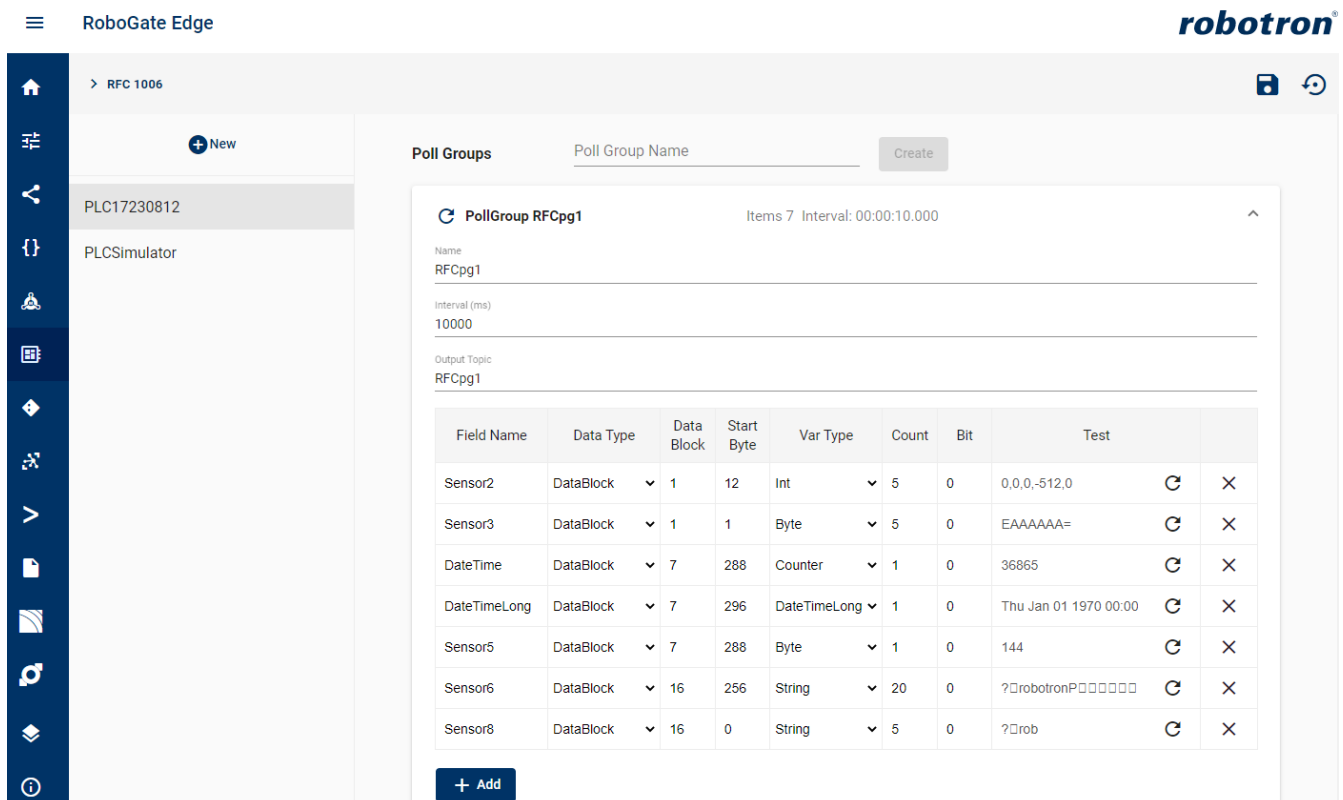 RoboGate Edge
robotron®
RFC 1006
New
PLC17230812
PLCSimulator
Poll Groups
Poll Group Name
Create
PollGroup RFCpg1
Items 7 Interval: 00:00:10.000
Name
RFCpg1
Interval (ms)
10000
Output Topic
RFCpg1
Field Name Data Type Data Block Start Byte Var Type Count Bit Test
Sensor2 DataBlock 1 12 Int 5 0 0,0,0,-512,0
Sensor3 DataBlock 1 1 Byte 5 0 EAAAAAA=
DateTime DataBlock 7 288 Counter 1 0 36865
DateTimeLong DataBlock 7 296 DateTimeLong 1 0 Thu Jan 01 1970 00:00
Sensor5 DataBlock 7 288 Byte 1 0 144
Sensor6 DataBlock 16 256 String 20 0 ?□robotronP□□□□□□
Sensor8 DataBlock 16 0 String 5 0 ?□rob
Add